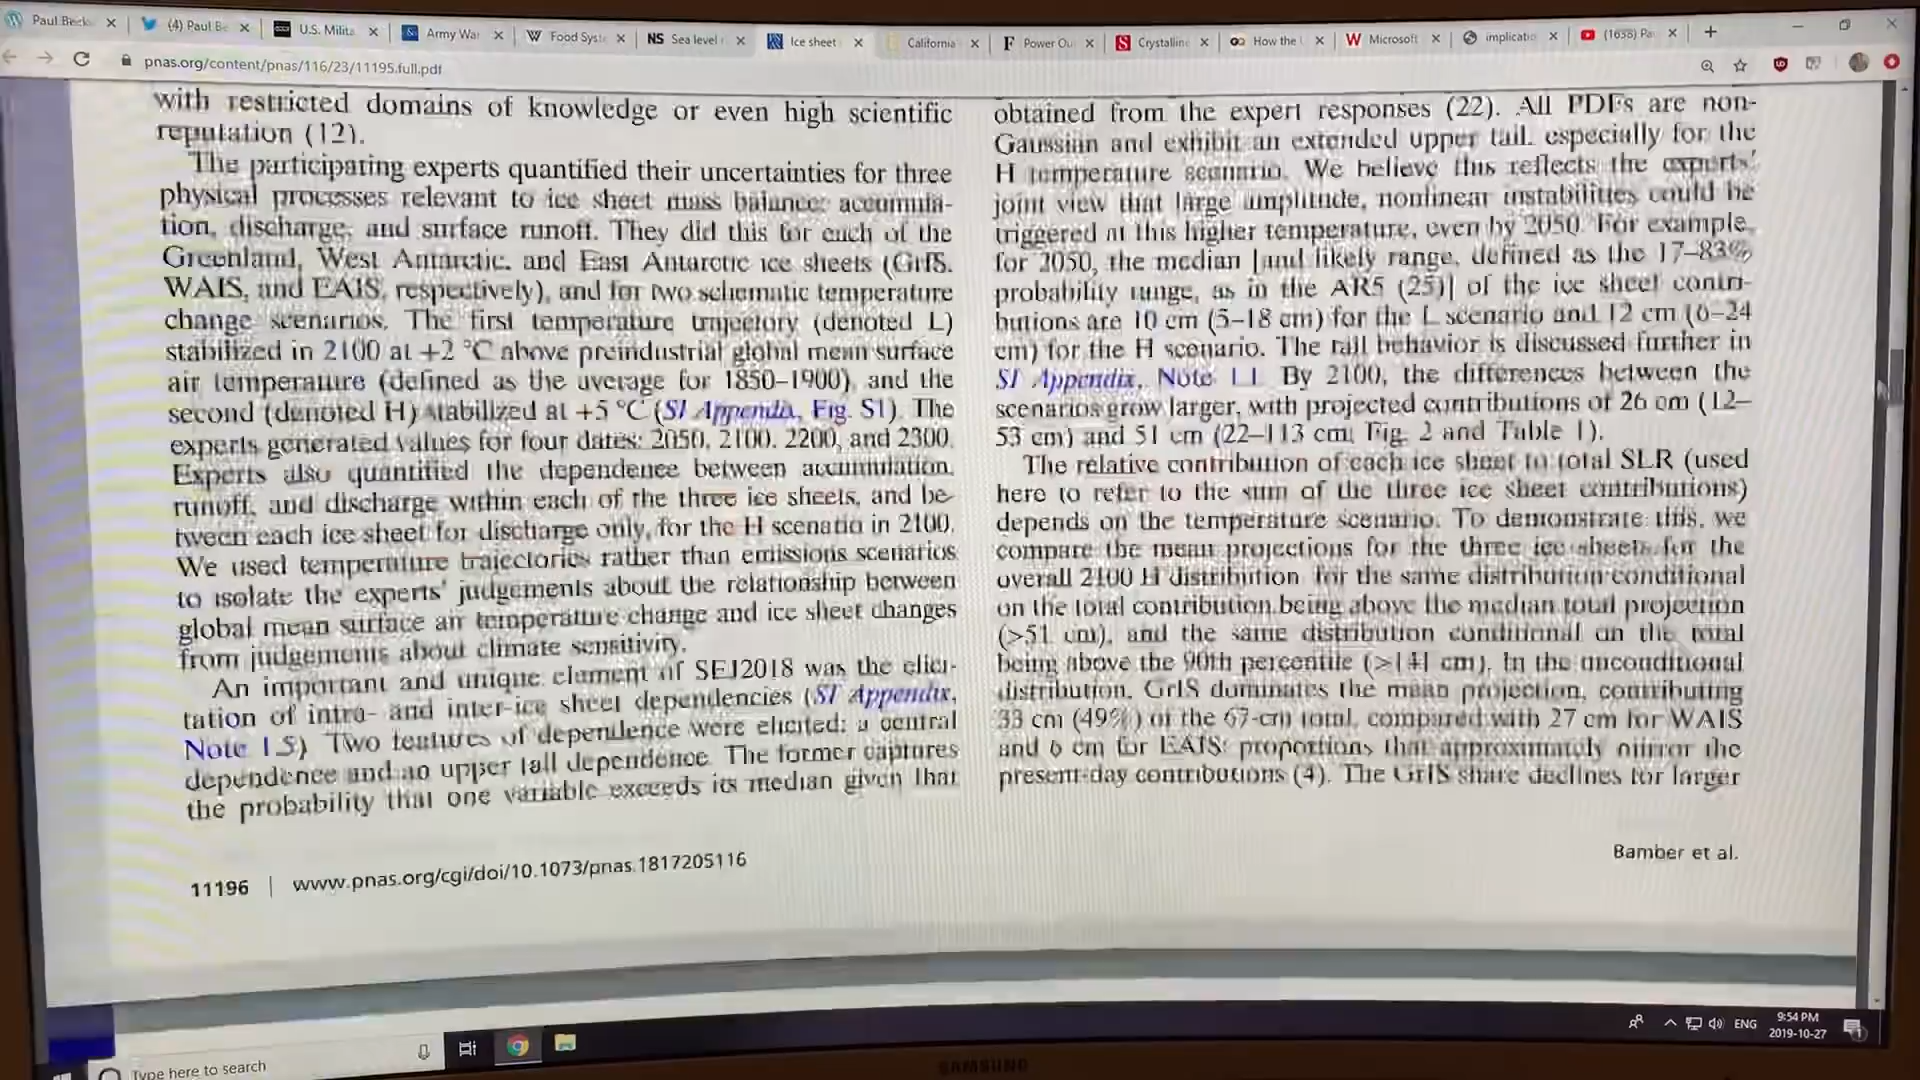 Paul Beck
(4) Paul Be
U.S. Milita
Army War
Food Syste
NS Sea level r
Ice sheet
California
Power Ou
Crystalline
How the
Microsoft
implicatio
(1638) Pa
pnas.org/content/pnas/116/23/11195.full.pdf
with restricted domains of knowledge or even high scientific
reputation (12).
The participating experts quantified their uncertainties for three
physical processes relevant to ice sheet mass balance: accumula-
tion, discharge, and surface runoff. They did this for each of the
Greenland, West Antarctic, and East Antarctic ice sheets (GrIS,
WAIS, and EAIS, respectively), and for two schematic temperature
change scenarios. The first temperature trajectory (denoted L)
stabilized in 2100 at +2 °C above preindustrial global mean surface
air temperature (defined as the average for 1850–1900), and the
second (denoted H) stabilized at +5 °C (SI Appendix, Fig. S1). The
experts generated values for four dates: 2050, 2100, 2200, and 2300.
Experts also quantified the dependence between accumulation,
runoff, and discharge within each of the three ice sheets, and be-
tween each ice sheet for discharge only, for the H scenario in 2100.
We used temperature trajectories rather than emissions scenarios
to isolate the experts' judgements about the relationship between
global mean surface air temperature change and ice sheet changes
from judgements about climate sensitivity.
An important and unique element of SEJ2018 was the elici-
tation of intra- and inter-ice sheet dependencies (SI Appendix,
Note 1.5). Two features of dependence were elicited: a central
dependence and an upper tail dependence. The former captures
the probability that one variable exceeds its median given that
obtained from the expert responses (22). All PDFs are non-
Gaussian and exhibit an extended upper tail, especially for the
H temperature scenario. We believe this reflects the experts'
joint view that large amplitude, nonlinear instabilities could be
triggered at this higher temperature, even by 2050. For example,
for 2050, the median [and likely range, defined as the 17–83%
probability range, as in the AR5 (25)] of the ice sheet contri-
butions are 10 cm (5–18 cm) for the L scenario and 12 cm (6–24
cm) for the H scenario. The tail behavior is discussed further in
SI Appendix, Note 1.1. By 2100, the differences between the
scenarios grow larger, with projected contributions of 26 cm (12–
53 cm) and 51 cm (22–113 cm; Fig. 2 and Table 1).
The relative contribution of each ice sheet to total SLR (used
here to refer to the sum of the three ice sheet contributions)
depends on the temperature scenario. To demonstrate this, we
compare the mean projections for the three ice sheets for the
overall 2100 H distribution, for the same distribution conditional
on the total contribution being above the median total projection
(>51 cm), and the same distribution conditional on the total
being above the 90th percentile (>141 cm). In the unconditional
distribution, GrIS dominates the mean projection, contributing
33 cm (49%) of the 67-cm total, compared with 27 cm for WAIS
and 6 cm for EAIS: proportions that approximately mirror the
present-day contributions (4). The GrIS share declines for larger
11196 | www.pnas.org/cgi/doi/10.1073/pnas.1817205116
Bamber et al.
Type here to search
ENG
9:54 PM
2019-10-27
SAMSUNG